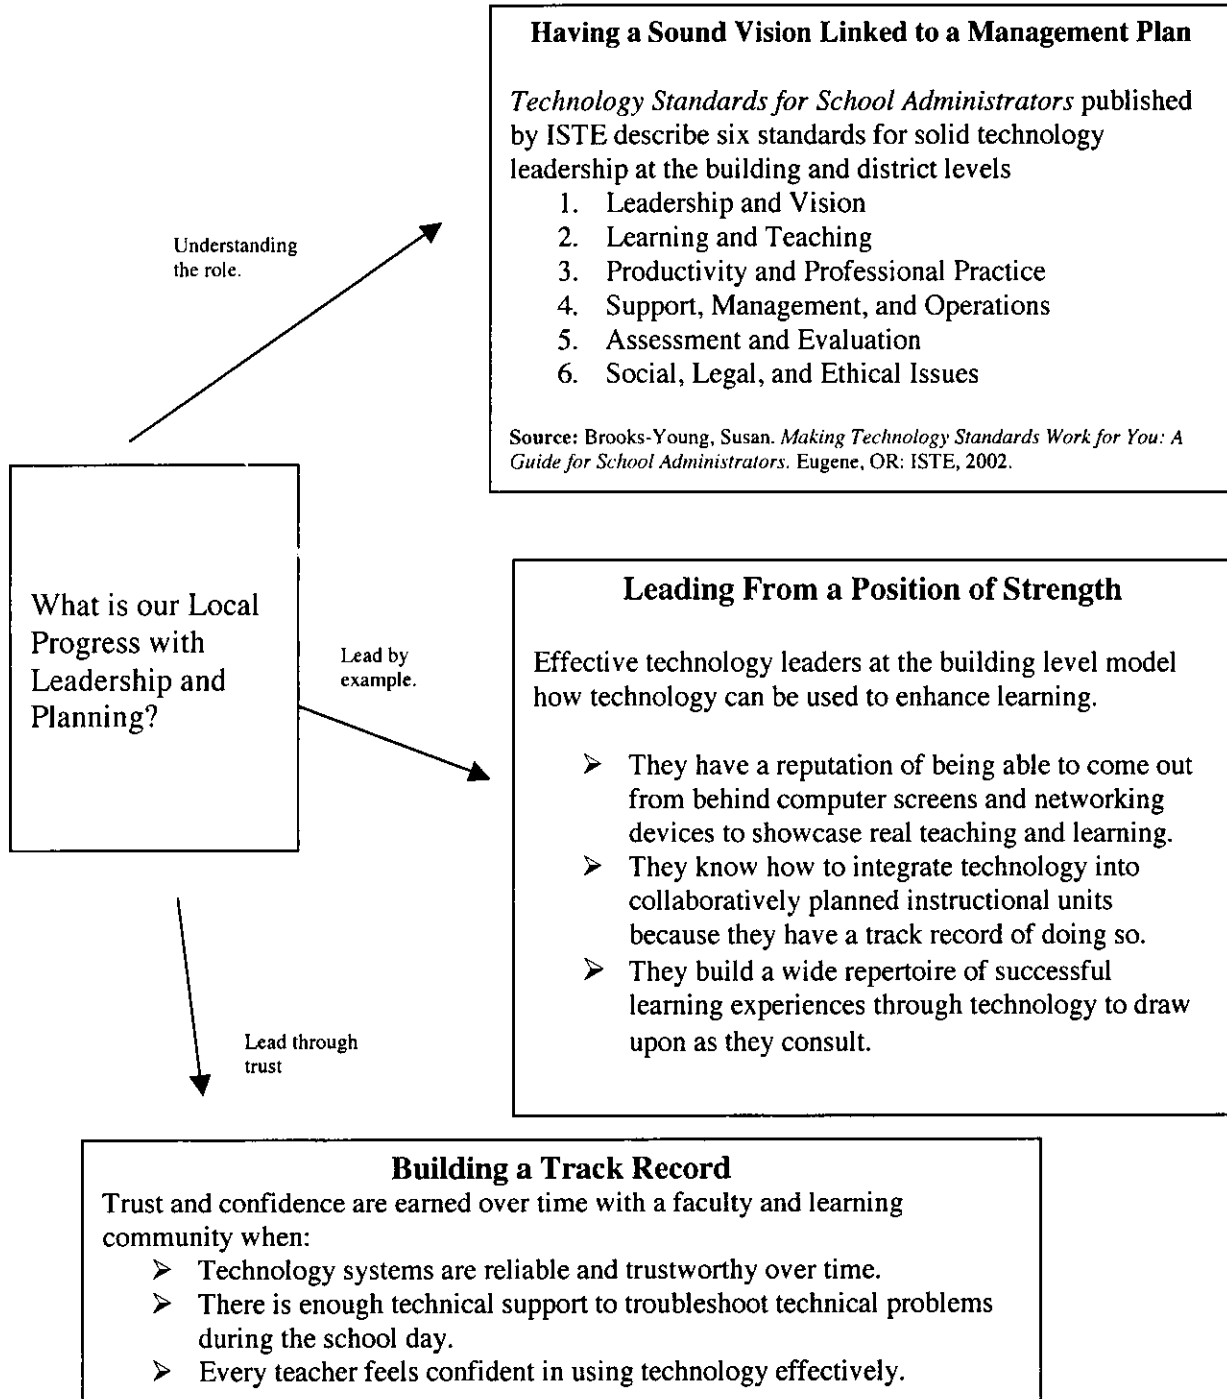 Having a Sound Vision Linked to a Management Plan
Technology Standards for School Administrators published
by ISTE describe six standards for solid technology
leadership at the building and district levels
1. Leadership and Vision
2. Learning and Teaching
3. Productivity and Professional Practice
4. Support, Management, and Operations
5. Assessment and Evaluation
6. Social, Legal, and Ethical Issues
Source: Brooks-Young, Susan. Making Technology Standards Work for You: A
Guide for School Administrators. Eugene, OR: ISTE, 2002.
Understanding
the role.
What is our Local
Progress with
Leadership and
Planning?
Lead by
example.
Leading From a Position of Strength
Effective technology leaders at the building level model
how technology can be used to enhance learning.
➢ They have a reputation of being able to come out
from behind computer screens and networking
devices to showcase real teaching and learning.
➢ They know how to integrate technology into
collaboratively planned instructional units
because they have a track record of doing so.
➢ They build a wide repertoire of successful
learning experiences through technology to draw
upon as they consult.
Lead through
trust
Building a Track Record
Trust and confidence are earned over time with a faculty and learning
community when:
➢ Technology systems are reliable and trustworthy over time.
➢ There is enough technical support to troubleshoot technical problems
during the school day.
➢ Every teacher feels confident in using technology effectively.